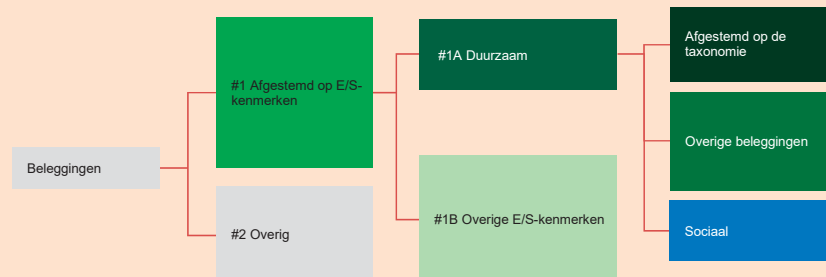 Beleggingen
#1 Afgestemd op E/S-
kenmerken
#2 Overig
#1A Duurzaam
#1B Overige E/S-kenmerken
Afgestemd op de
taxonomie
Overige beleggingen
Sociaal